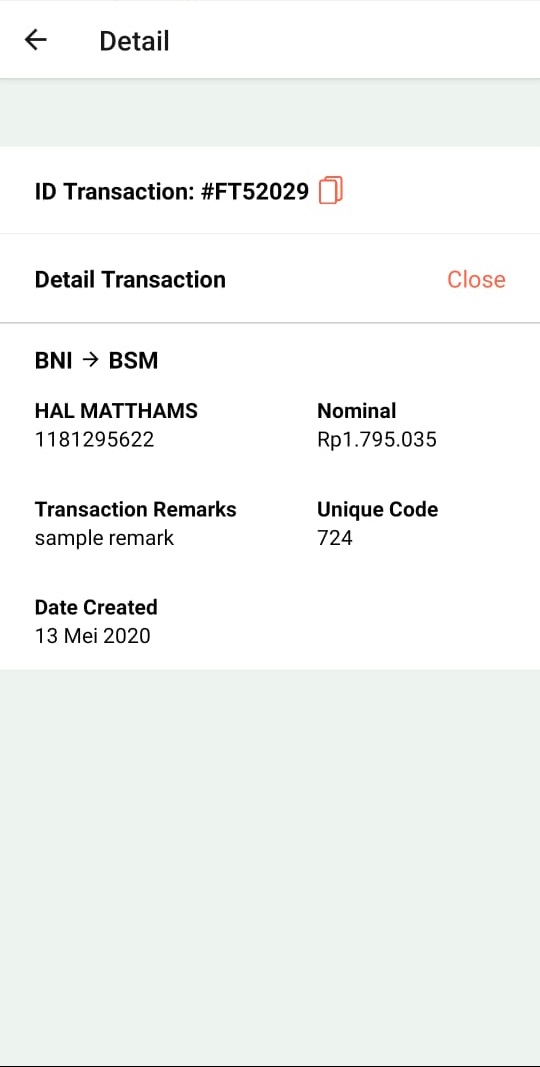 Detail
ID Transaction: #FT52029
Detail Transaction
Close
BNI → BSM
HAL MATTHAMS
1181295622
Nominal
Rp1.795.035
Transaction Remarks
sample remark
Unique Code
724
Date Created
13 Mei 2020